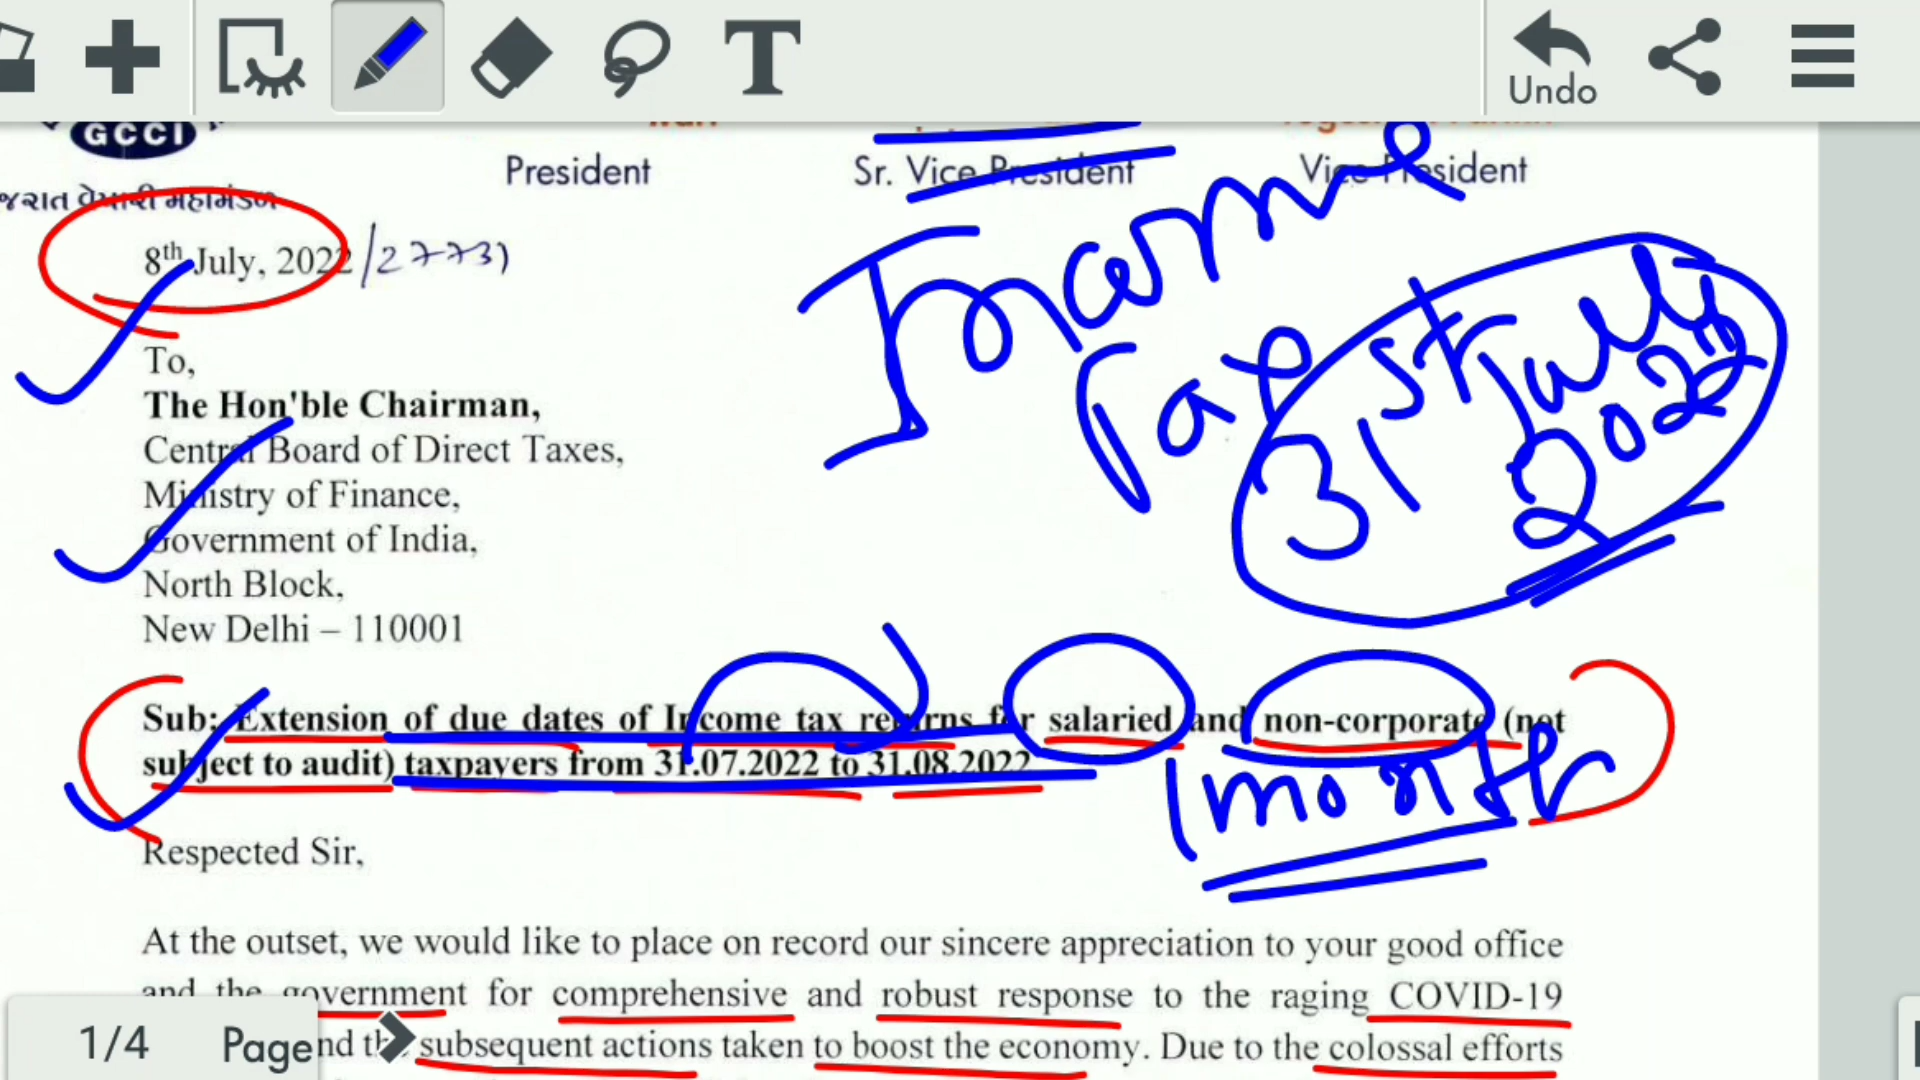 Undo
GCCI
President
Sr. Vice President
Vice President
જરાત વેપારી મહામંડળ
8th July, 2022 /27731
Income
Tax
31st July
2022
To,
The Hon'ble Chairman,
Central Board of Direct Taxes,
Ministry of Finance,
Government of India,
North Block,
New Delhi – 110001
Sub: Extension of due dates of Income tax returns for salaried and non-corporate (not
subject to audit) taxpayers from 31.07.2022 to 31.08.2022
1 month
Respected Sir,
At the outset, we would like to place on record our sincere appreciation to your good office
and the government for comprehensive and robust response to the raging COVID-19
subsequent actions taken to boost the economy. Due to the colossal efforts
1/4 Page